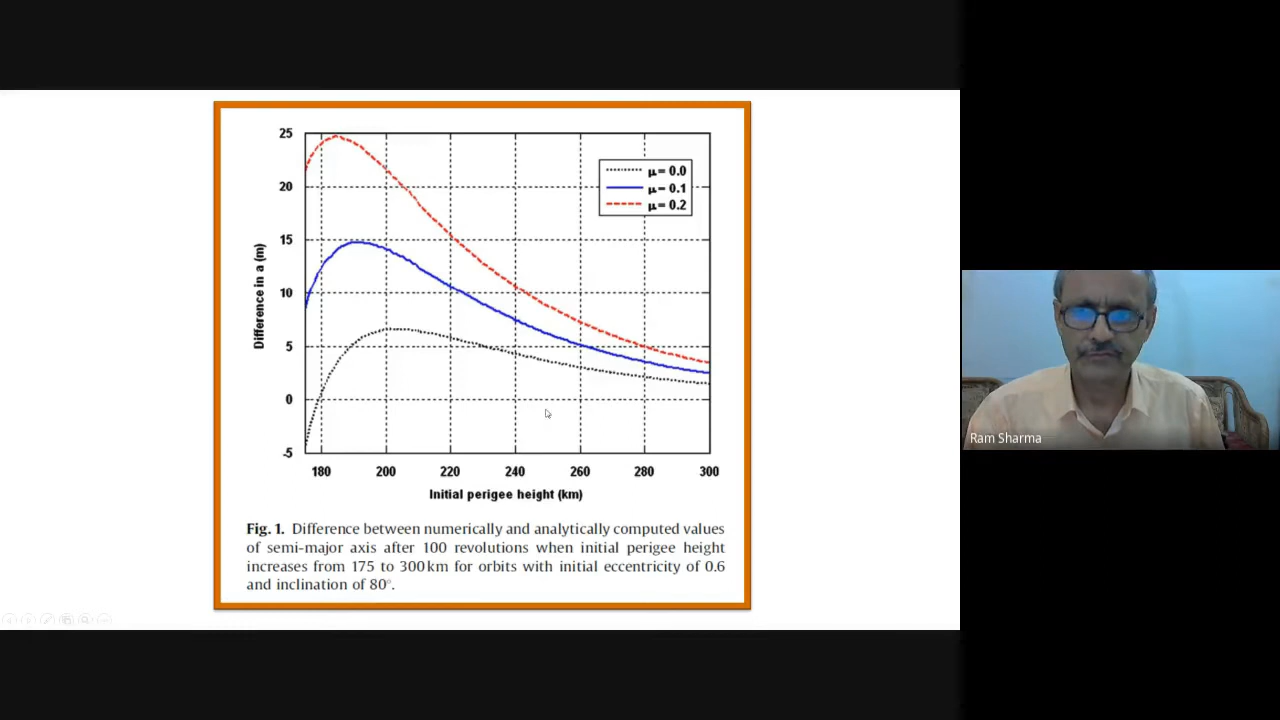 25
20
15
10
5
0
-5
Difference in a (m)
μ = 0.0
μ = 0.1
μ = 0.2
180 200 220 240 260 280 300
Initial perigee height (km)
Fig. 1. Difference between numerically and analytically computed values
of semi-major axis after 100 revolutions when initial perigee height
increases from 175 to 300 km for orbits with initial eccentricity of 0.6
and inclination of 80°.
Ram Sharma